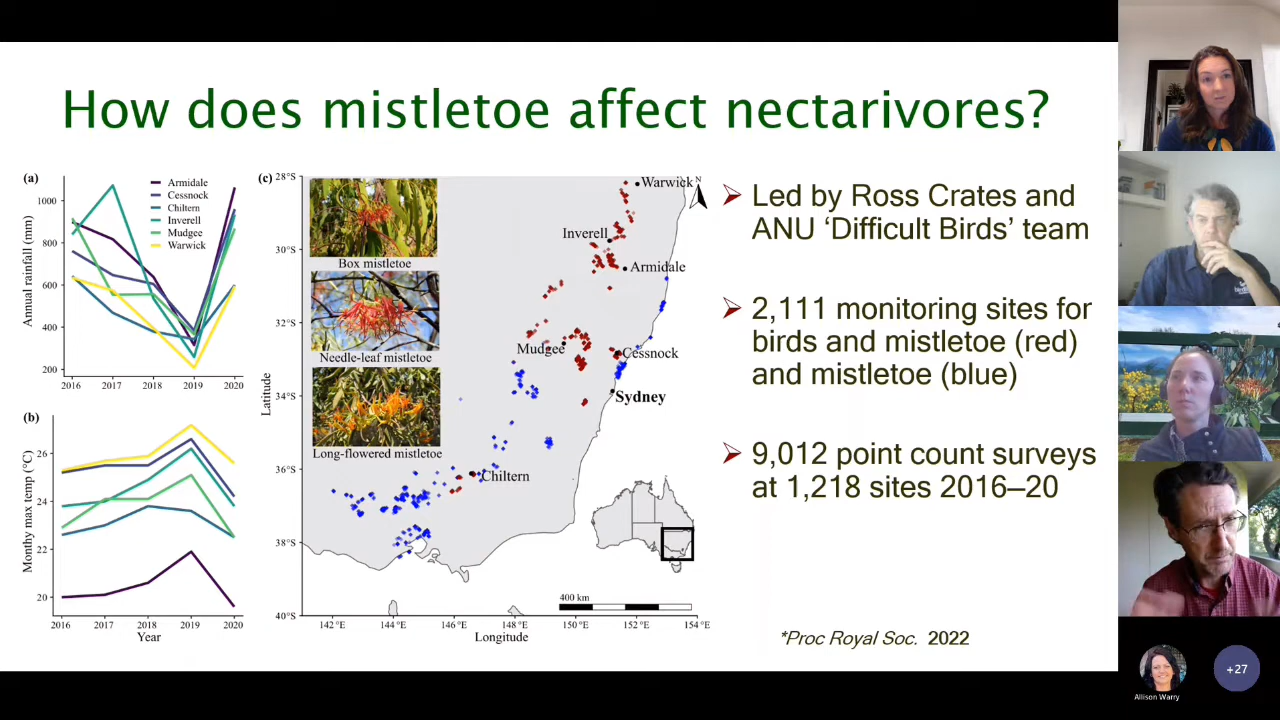 How does mistletoe affect nectarivores?
(a)
Armidale
Cessnock
Chiltern
Inverell
Mudgee
Warwick
Annual rainfall (mm)
1000
800
600
400
200
2016 2017 2018 2019 2020
(b)
Monthy max temp (°C)
26
24
22
20
2016 2017 2018 2019 2020
Year
(c)
Latitude
28°S
30°S
32°S
34°S
36°S
38°S
40°S
Box mistletoe
Needle-leaf mistletoe
Long-flowered mistletoe
Warwick
N
Inverell
Armidale
Mudgee
Cessnock
Sydney
Chiltern
400 km
142 °E 144 °E 146 °E 148 °E 150 °E 152 °E 154 °E
Longitude
Led by Ross Crates and
ANU ‘Difficult Birds’ team
2,111 monitoring sites for
birds and mistletoe (red)
and mistletoe (blue)
9,012 point count surveys
at 1,218 sites 2016–20
*Proc Royal Soc. 2022
Allison Warry
+27